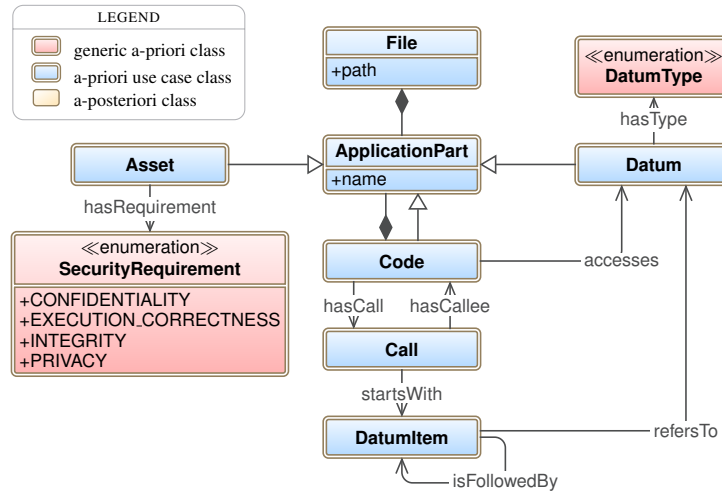 LEGEND
generic a-priori class
a-priori use case class
a-posteriori class
File
+path
≪enumeration≫
DatumType
hasType
Asset
ApplicationPart
+name
Datum
hasRequirement
≪enumeration≫
SecurityRequirement
+CONFIDENTIALITY
+EXECUTION_CORRECTNESS
+INTEGRITY
+PRIVACY
Code
accesses
hasCall
hasCallee
Call
startsWith
DatumItem
refersTo
isFollowedBy